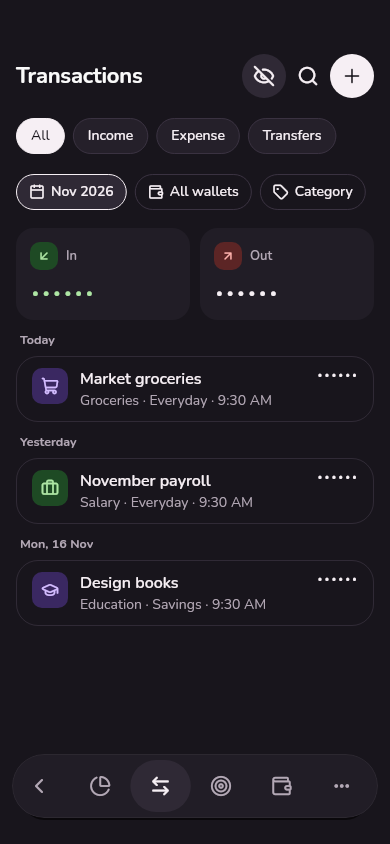 Transactions
All Income Expense Transfers
Nov 2026 All wallets Category
In Out
•••••• ••••••
Today
Market groceries ••••••
Groceries · Everyday · 9:30 AM
Yesterday
November payroll ••••••
Salary · Everyday · 9:30 AM
Mon, 16 Nov
Design books ••••••
Education · Savings · 9:30 AM